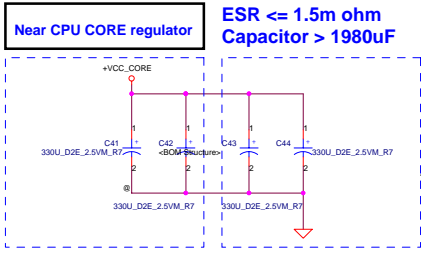 Near CPU CORE regulator
ESR <= 1.5m ohm
Capacitor > 1980uF
+VCC_CORE
1 1 1 1
C41 + C42 + C43 + C44 +
330U_D2E_2.5VM_R7 <BOM Structure> 330U_D2E_2.5VM_R7
2 2 2 2
@
330U_D2E_2.5VM_R7 330U_D2E_2.5VM_R7